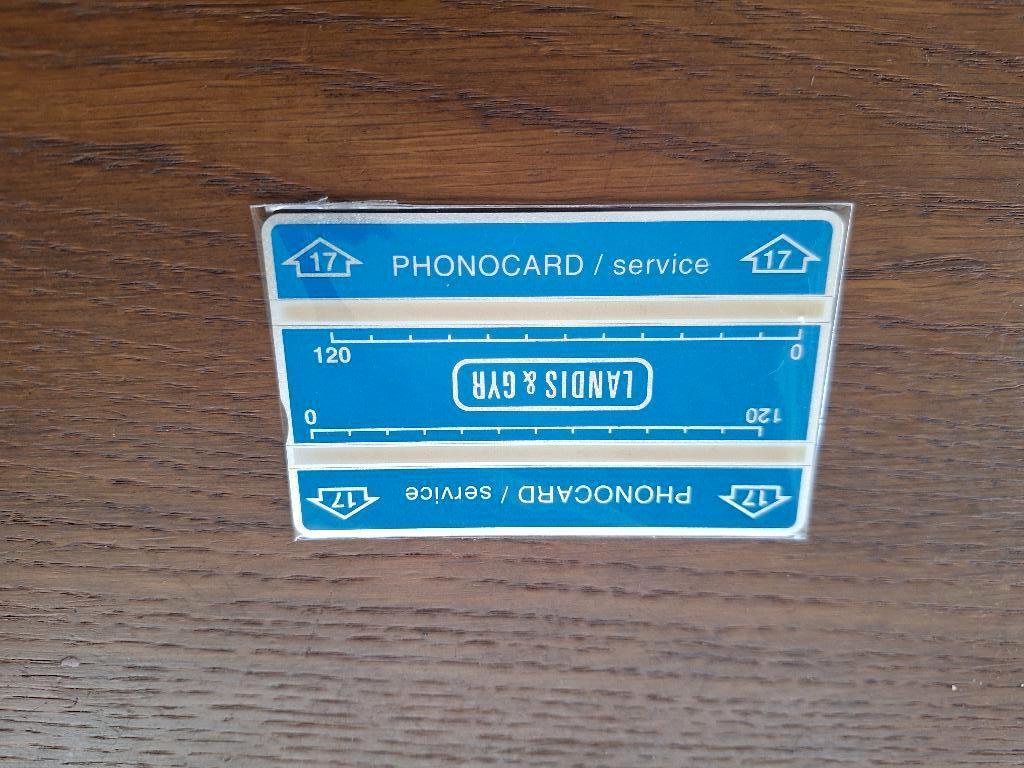 17 PHONOCARD / service 17
120 0
LANDIS & GYR
0 120
17 PHONOCARD / service 17